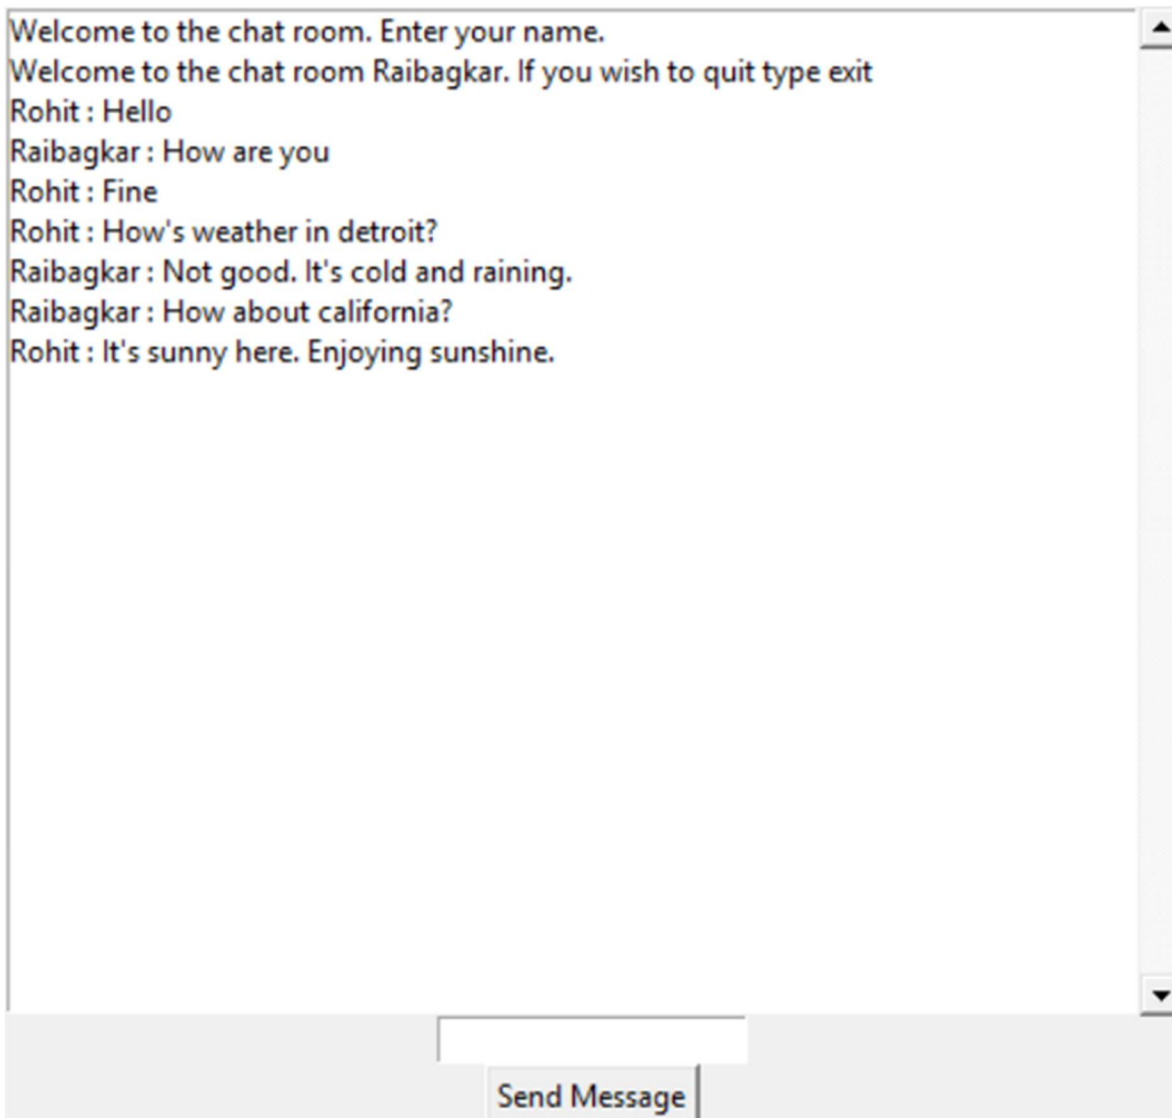 Welcome to the chat room. Enter your name.
Welcome to the chat room Raibagkar. If you wish to quit type exit
Rohit : Hello
Raibagkar : How are you
Rohit : Fine
Rohit : How's weather in detroit?
Raibagkar : Not good. It's cold and raining.
Raibagkar : How about california?
Rohit : It's sunny here. Enjoying sunshine.
Send Message